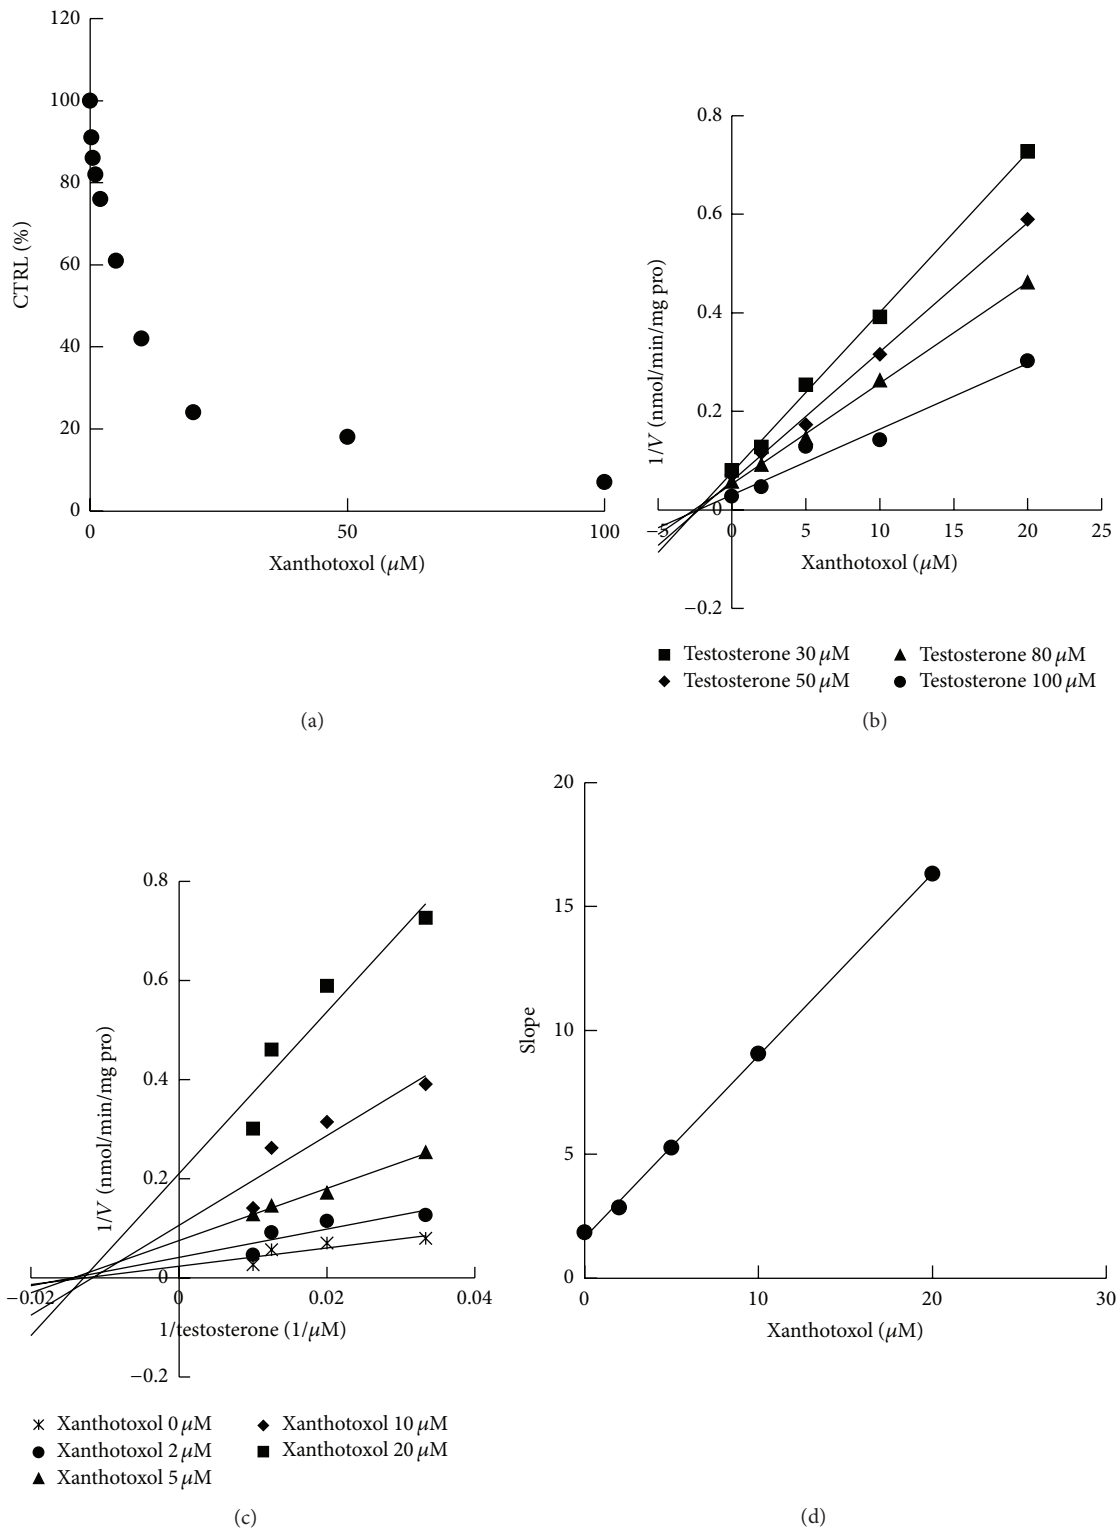 120
100
80
60
40
20
0
CTRL (%)
0 50 100
Xanthotoxol (μM)
(a)
0.8
0.6
0.4
0.2
0
−0.2
1/V (nmol/min/mg pro)
−5 0 5 10 15 20 25
Xanthotoxol (μM)
Testosterone 30 μM
Testosterone 50 μM
Testosterone 80 μM
Testosterone 100 μM
(b)
0.8
0.6
0.4
0.2
0
−0.2
1/V (nmol/min/mg pro)
−0.02 0 0.02 0.04
1/testosterone (1/μM)
Xanthotoxol 0 μM
Xanthotoxol 2 μM
Xanthotoxol 5 μM
Xanthotoxol 10 μM
Xanthotoxol 20 μM
(c)
20
15
10
5
0
Slope
0 10 20 30
Xanthotoxol (μM)
(d)